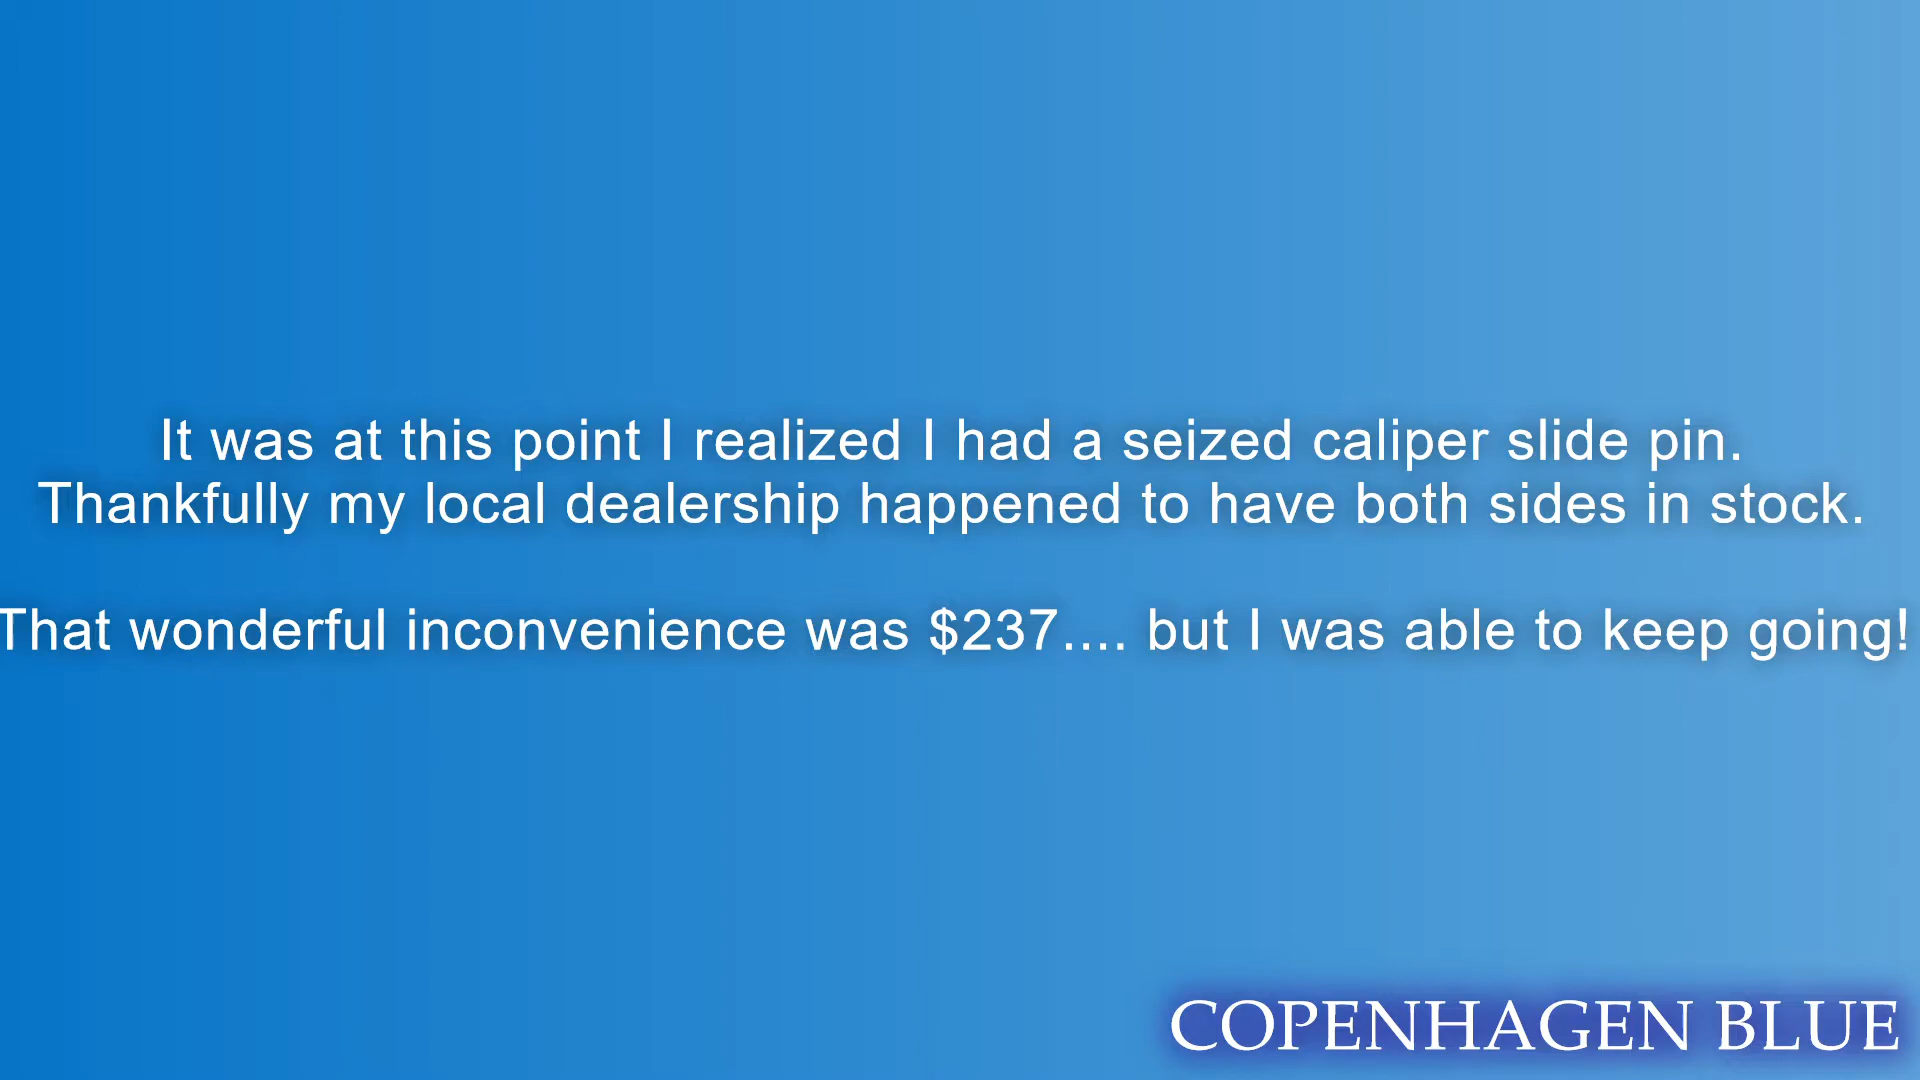 It was at this point I realized I had a seized caliper slide pin.
Thankfully my local dealership happened to have both sides in stock.
That wonderful inconvenience was $237.... but I was able to keep going!
COPENHAGEN BLUE